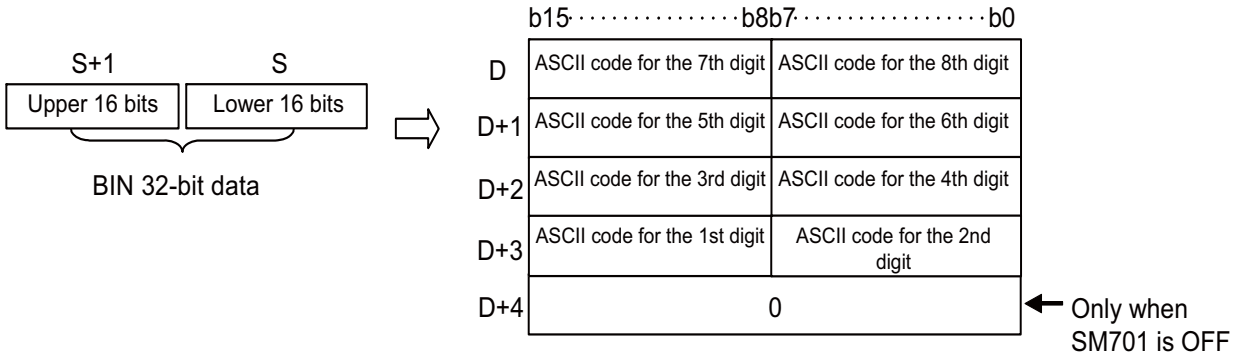 b15··················b8b7····················b0
S+1 S
Upper 16 bits Lower 16 bits
BIN 32-bit data
D ASCII code for the 7th digit ASCII code for the 8th digit
D+1 ASCII code for the 5th digit ASCII code for the 6th digit
D+2 ASCII code for the 3rd digit ASCII code for the 4th digit
D+3 ASCII code for the 1st digit ASCII code for the 2nd
digit
D+4 0
Only when
SM701 is OFF